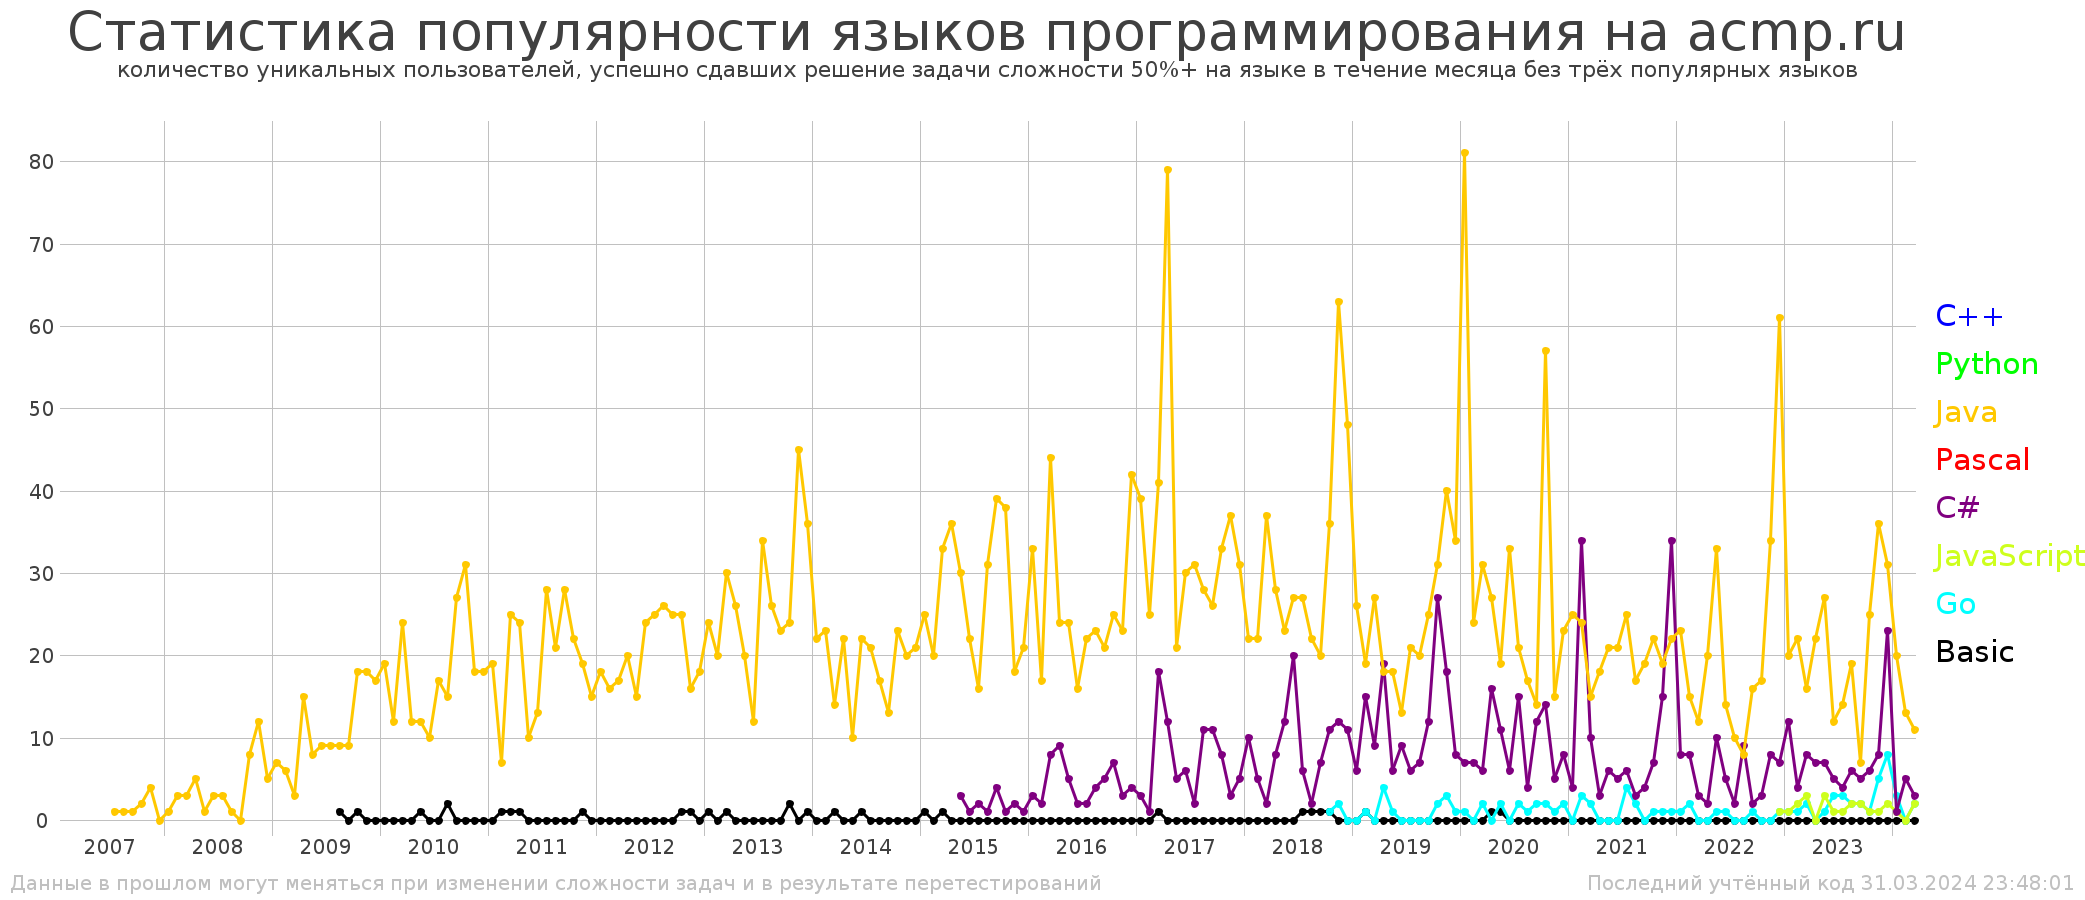 Статистика популярности языков программирования на acmp.ru
количество уникальных пользователей, успешно сдавших решение задачи сложности 50%+ на языке в течение месяца без трёх популярных языков
80
70
60
50
40
30
20
10
0
C++
Python
Java
Pascal
C#
JavaScript
Go
Basic
2007 2008 2009 2010 2011 2012 2013 2014 2015 2016 2017 2018 2019 2020 2021 2022 2023
Данные в прошлом могут меняться при изменении сложности задач и в результате перетестирований
Последний учтённый код 31.03.2024 23:48:01